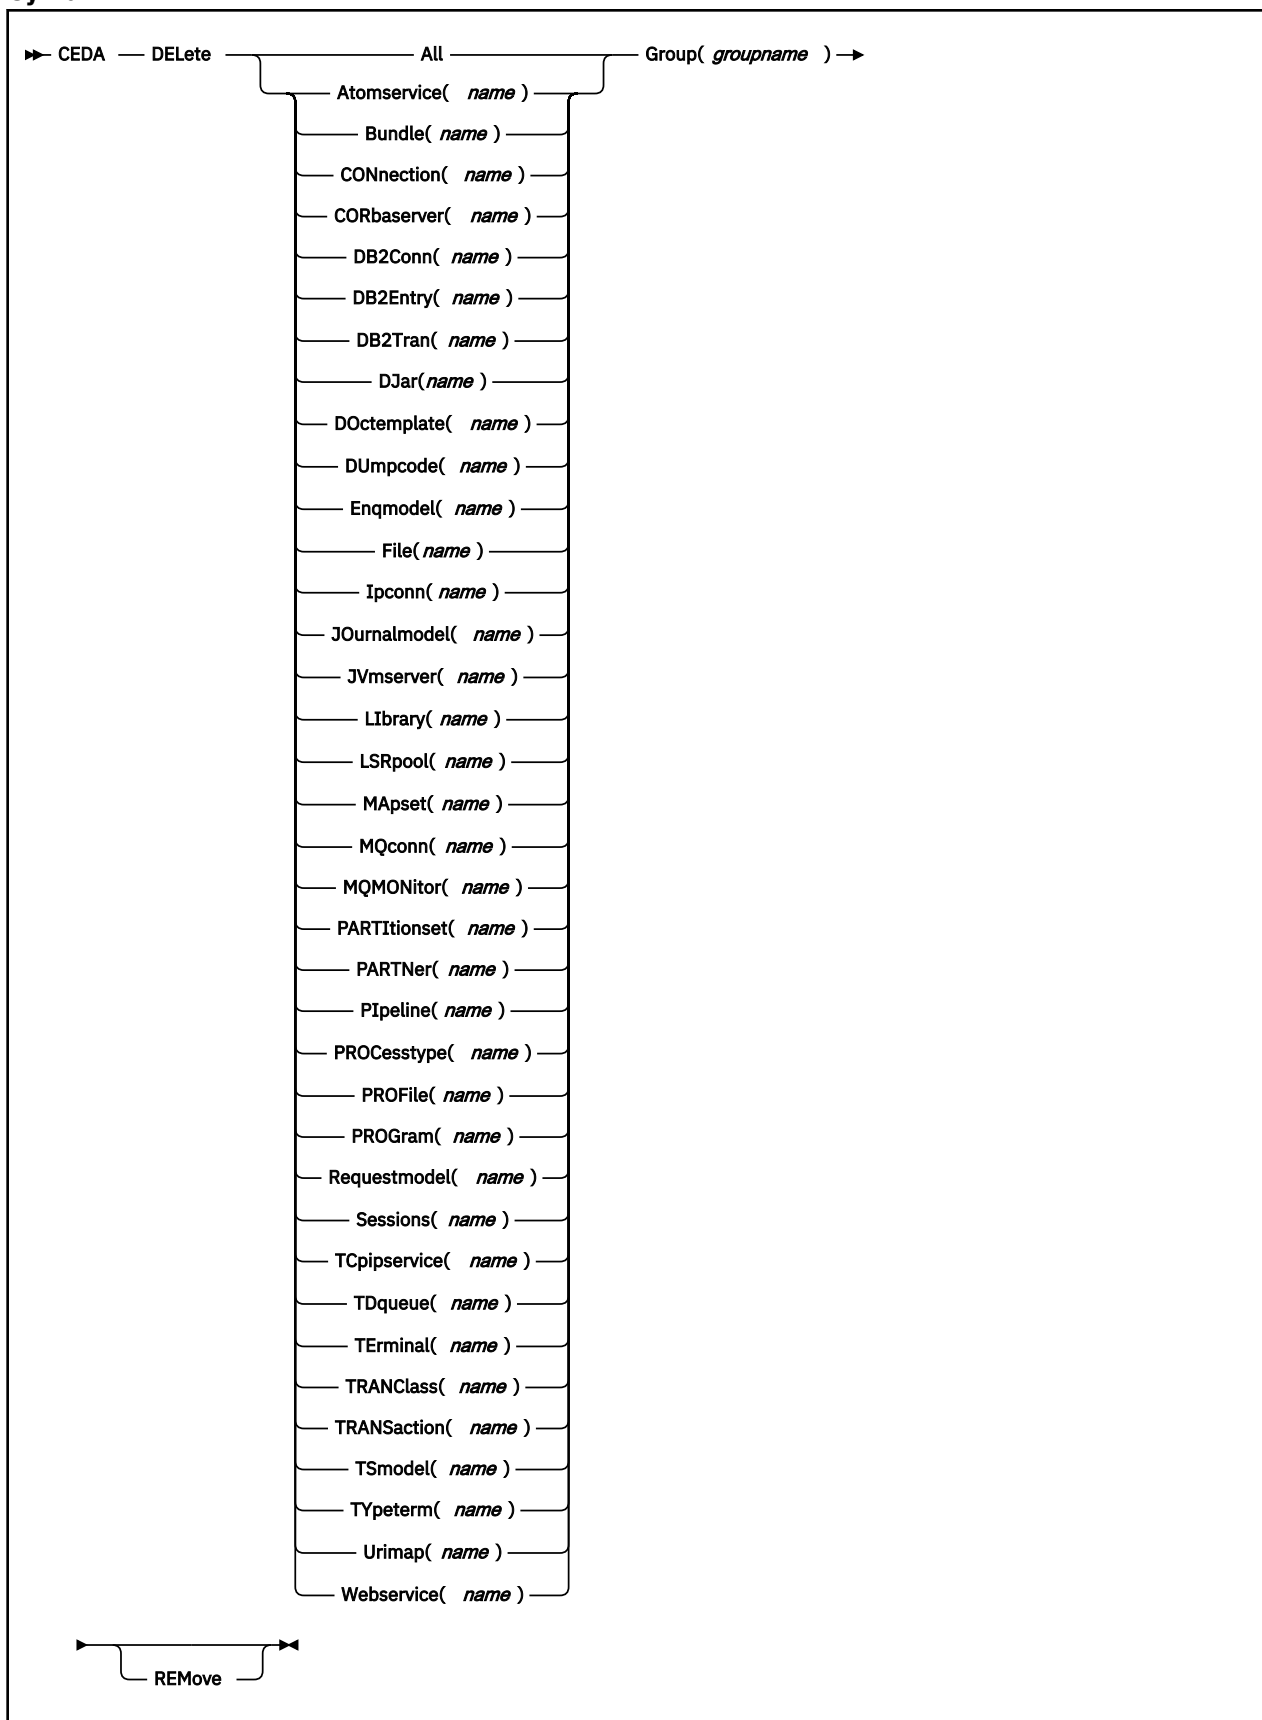 CEDA DELete All Group( groupname )
Atomservice( name )
Bundle( name )
CONnection( name )
CORbaserver( name )
DB2Conn( name )
DB2Entry( name )
DB2Tran( name )
DJar(name )
DOctemplate( name )
DUmpcode( name )
Enqmodel( name )
File( name )
Ipconn( name )
JOurnalmodel( name )
JVmserver( name )
LIbrary( name )
LSRpool( name )
MApset( name )
MQconn( name )
MQMONitor( name )
PARTItionset( name )
PARTNer( name )
PIpeline( name )
PROCesstype( name )
PROFile( name )
PROGram( name )
Requestmodel( name )
Sessions( name )
TCpipservice( name )
TDqueue( name )
TErminal( name )
TRANClass( name )
TRANSaction( name )
TSmodel( name )
TYpeterm( name )
Urimap( name )
Webservice( name )
REMove